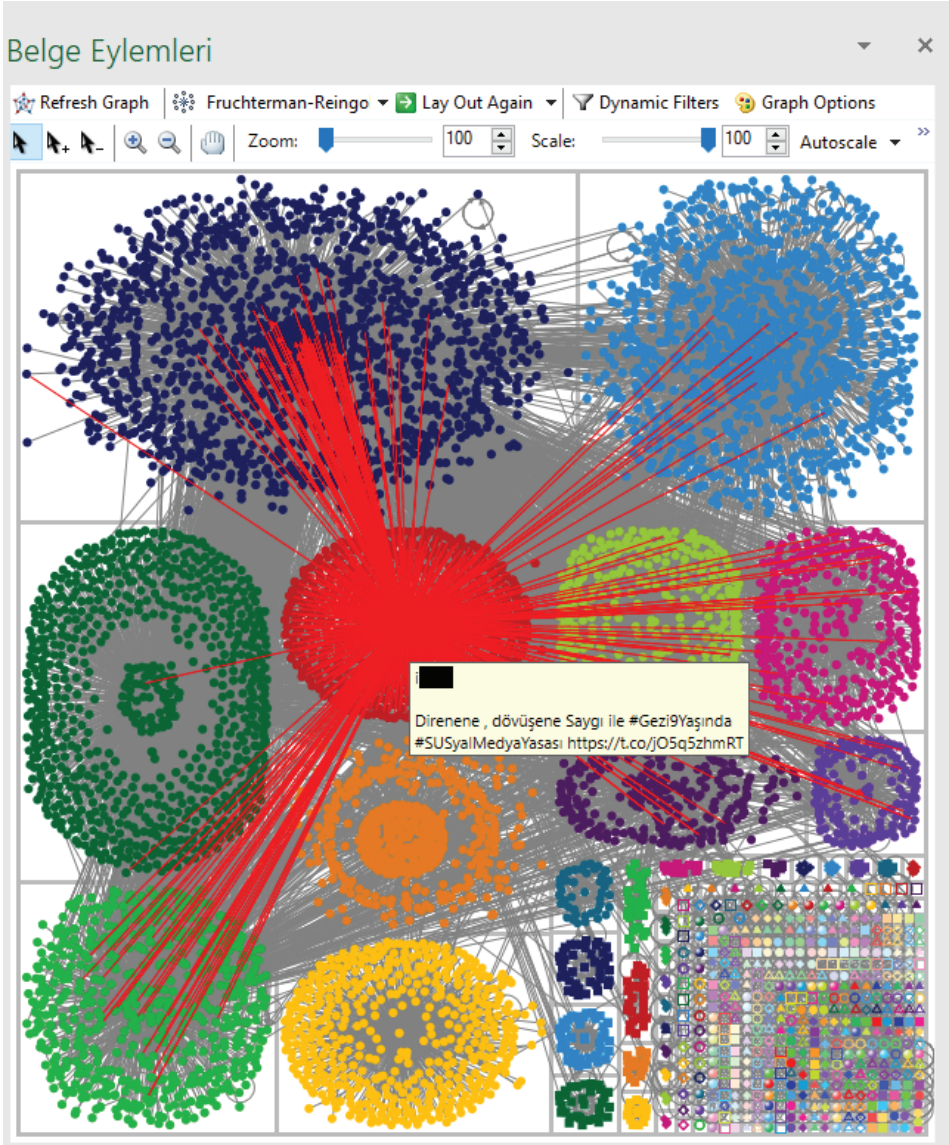 Belge Eylemleri
Refresh Graph Fruchterman-Reingo Lay Out Again Dynamic Filters Graph Options
Zoom: 100 Scale: 100 Autoscale
i
Direnene , dövüşene Saygı ile #Gezi9Yaşında
#SUSyalMedyaYasası https://t.co/jO5q5zhmRT